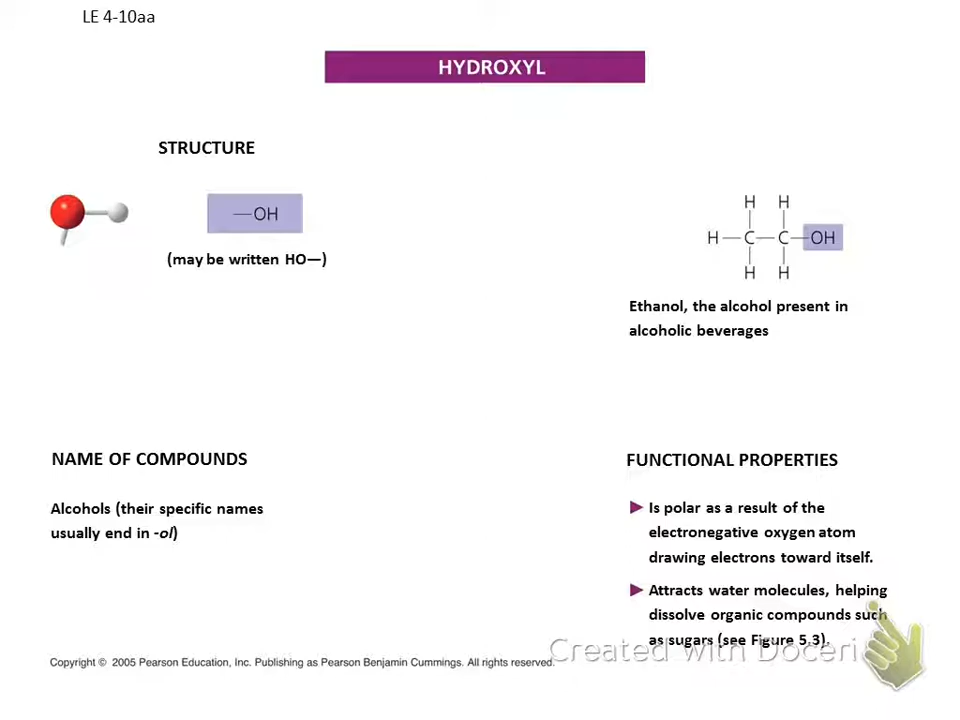 LE 4-10aa
HYDROXYL
STRUCTURE
—OH
(may be written HO—)
H H
H—C—C—OH
H H
Ethanol, the alcohol present in
alcoholic beverages
NAME OF COMPOUNDS
Alcohols (their specific names
usually end in -ol)
FUNCTIONAL PROPERTIES
Is polar as a result of the
electronegative oxygen atom
drawing electrons toward itself.
Attracts water molecules, helping
dissolve organic compounds such
as sugars (see Figure 5.3).
Copyright © 2005 Pearson Education, Inc. Publishing as Pearson Benjamin Cummings. All rights reserved.
Created with Doceri